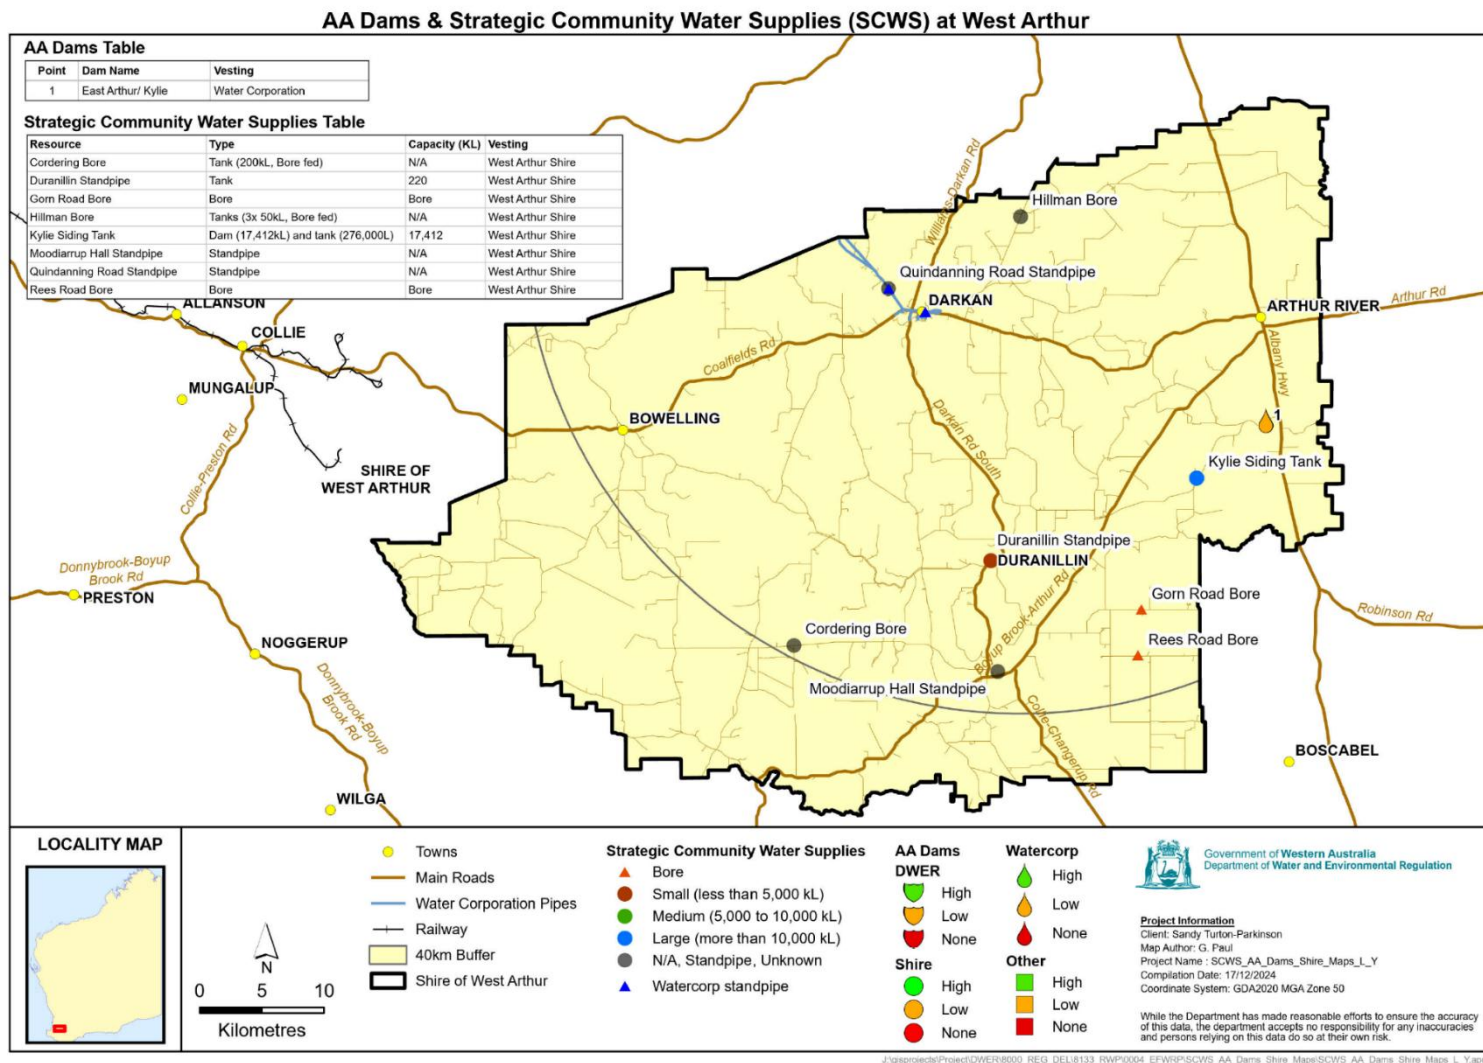 AA Dams & Strategic Community Water Supplies (SCWS) at West Arthur
AA Dams Table
Point Dam Name Vesting
1 East Arthur/ Kylie Water Corporation
Strategic Community Water Supplies Table
Resource Type Capacity (KL) Vesting
Cordering Bore Tank (200kL, Bore fed) N/A West Arthur Shire
Duranillin Standpipe Tank 220 West Arthur Shire
Gorn Road Bore Bore Bore West Arthur Shire
Hillman Bore Tanks (3x 50kL, Bore fed) N/A West Arthur Shire
Kylie Siding Tank Dam (17,412kL) and tank (276,000L) 17,412 West Arthur Shire
Moodiarrup Hall Standpipe Standpipe N/A West Arthur Shire
Quindanning Road Standpipe Standpipe N/A West Arthur Shire
Rees Road Bore Bore Bore West Arthur Shire
Williams-Darkan Rd
Hillman Bore
Quindanning Road Standpipe
DARKAN
ARTHUR RIVER
Arthur Rd
Albany Hwy
ALLANSON
COLLIE
MUNGALUP
Coalfields Rd
BOWELLING
Darkan Rd South
1
Kylie Siding Tank
Collie-Preston Rd
SHIRE OF
WEST ARTHUR
Duranillin Standpipe
DURANILLIN
Donnybrook-Boyup
Brook Rd
PRESTON
Gorn Road Bore
Rees Road Bore
Robinson Rd
Cordering Bore
Boyup Brook-Arthur Rd
NOGGERUP
Moodiarrup Hall Standpipe
Donnybrook-Boyup
Brook Rd
Collie-Changerup Rd
BOSCABEL
WILGA
LOCALITY MAP
N
0 5 10
Kilometres
Towns
Main Roads
Water Corporation Pipes
Railway
40km Buffer
Shire of West Arthur
Strategic Community Water Supplies
Bore
Small (less than 5,000 kL)
Medium (5,000 to 10,000 kL)
Large (more than 10,000 kL)
N/A, Standpipe, Unknown
Watercorp standpipe
AA Dams
DWER
High
Low
None
Shire
High
Low
None
Watercorp
High
Low
None
Other
High
Low
None
Government of Western Australia
Department of Water and Environmental Regulation
Project Information
Client: Sandy Turton-Parkinson
Map Author: G. Paul
Project Name : SCWS_AA_Dams_Shire_Maps_L_Y
Compilation Date: 17/12/2024
Coordinate System: GDA2020 MGA Zone 50
While the Department has made reasonable efforts to ensure the accuracy
of this data, the department accepts no responsibility for any inaccuracies
and persons relying on this data do so at their own risk.
J:\gisprojects\Project\DWER\8000_REG_DEL\8133_RWP\0004_EFWRP\SCWS_AA_Dams_Shire_Maps\SCWS_AA_Dams_Shire_Maps_L_Y.apr